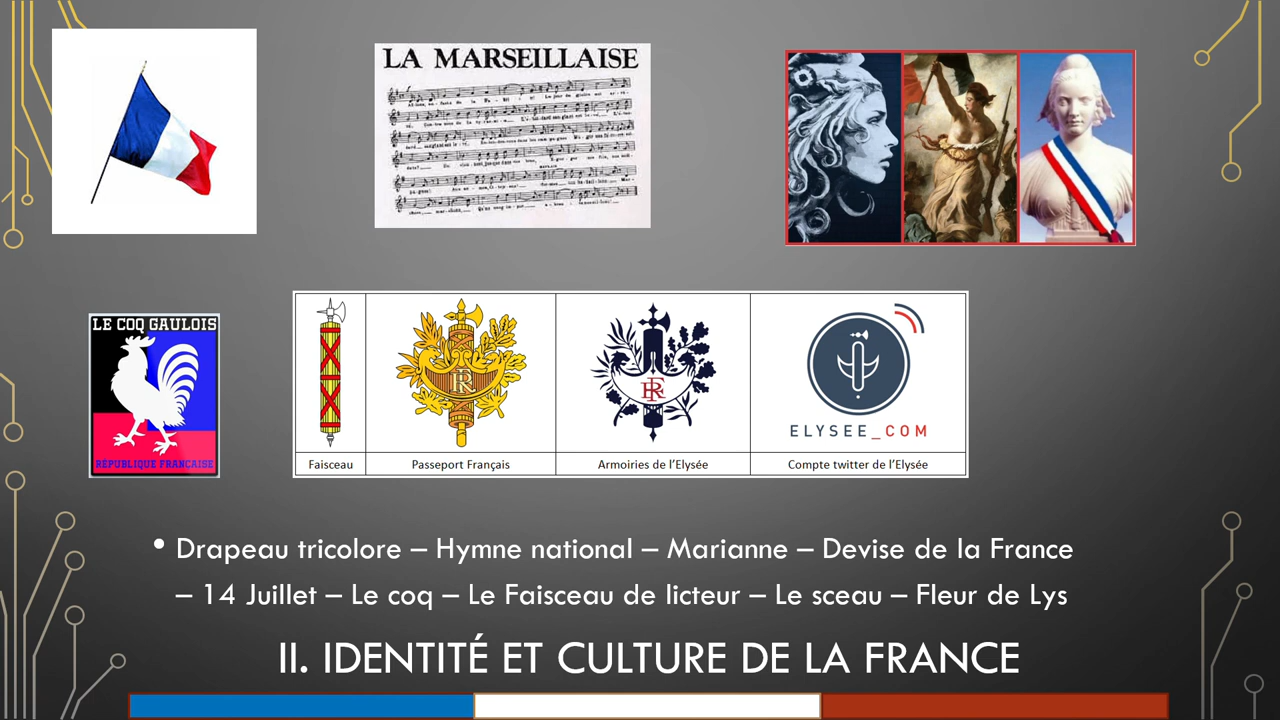 LA MARSEILLAISE
LE COQ GAULOIS
RÉPUBLIQUE FRANÇAISE
RF
RF
ELYSEE_COM
Faisceau
Passeport Français
Armoiries de l'Elysée
Compte twitter de l'Elysée
• Drapeau tricolore – Hymne national – Marianne – Devise de la France
– 14 Juillet – Le coq – Le Faisceau de licteur – Le sceau – Fleur de Lys
II. IDENTITÉ ET CULTURE DE LA FRANCE